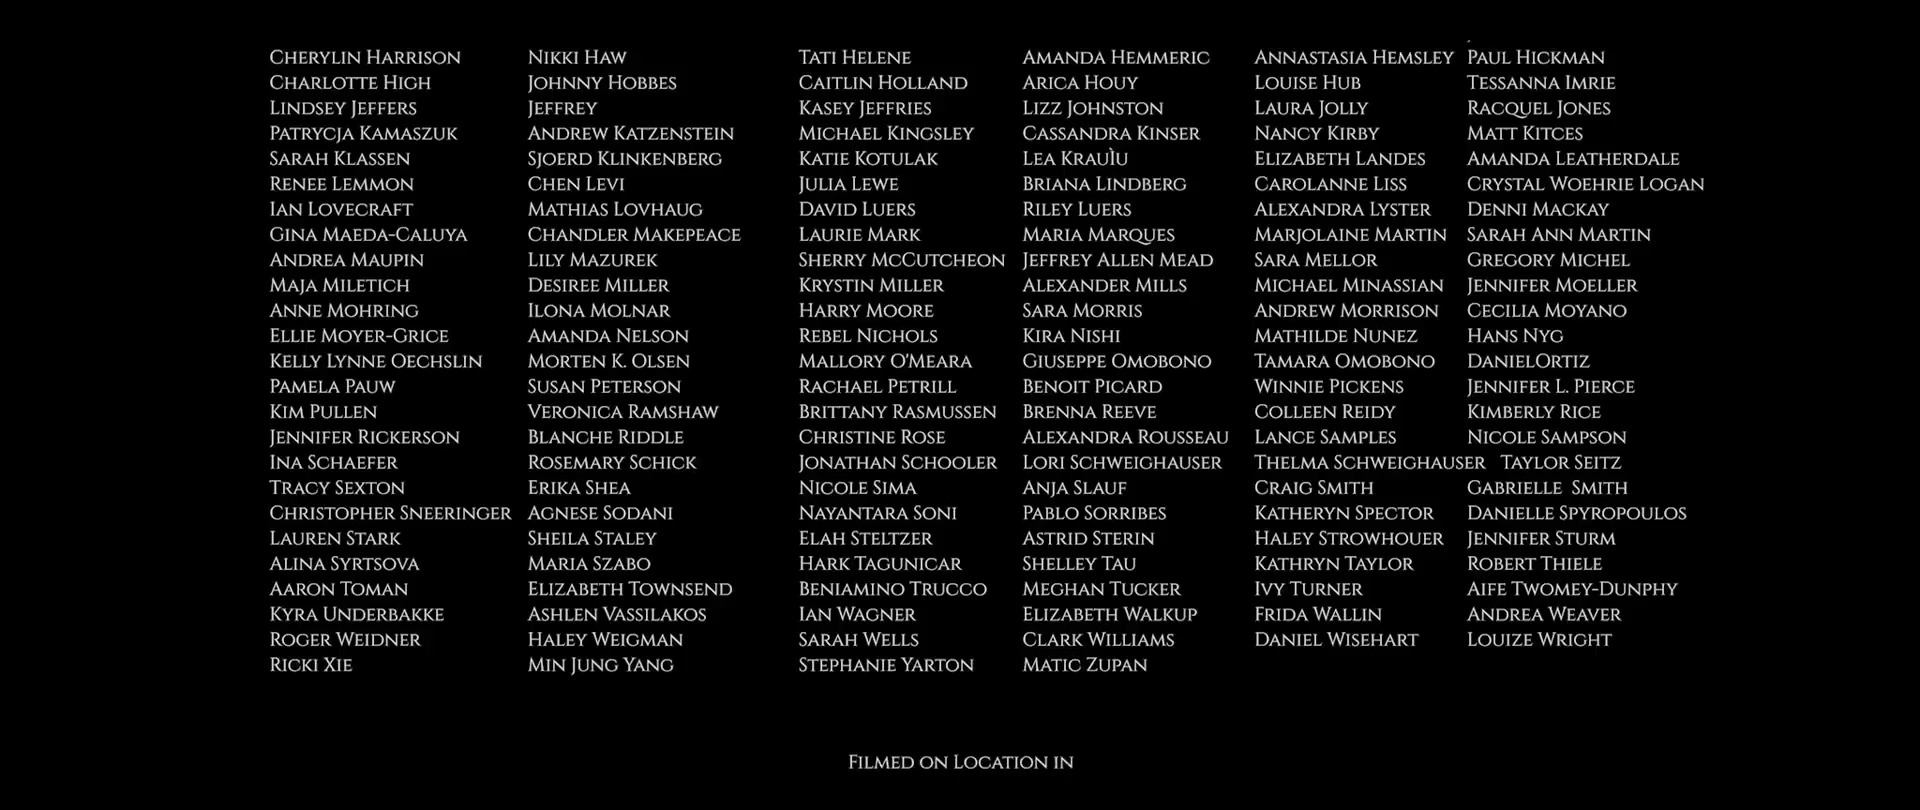 Cherylin Harrison Nikki Haw Tati Helene Amanda Hemmeric Annastasia Hemsley Paul Hickman
Charlotte High Johnny Hobbes Caitlin Holland Arica Houy Louise Hub Tessanna Imrie
Lindsey Jeffers Jeffrey Kasey Jeffries Lizz Johnston Laura Jolly Racquel Jones
Patrycja Kamaszuk Andrew Katzenstein Michael Kingsley Cassandra Kinser Nancy Kirby Matt Kitces
Sarah Klassen Sjoerd Klinkenberg Katie Kotulak Lea KrauÌu Elizabeth Landes Amanda Leatherdale
Renee Lemmon Chen Levi Julia Lewe Briana Lindberg Carolanne Liss Crystal Woehrie Logan
Ian Lovecraft Mathias Lovhaug David Luers Riley Luers Alexandra Lyster Denni Mackay
Gina Maeda-Caluya Chandler Makepeace Laurie Mark Maria Marques Marjolaine Martin Sarah Ann Martin
Andrea Maupin Lily Mazurek Sherry McCutcheon Jeffrey Allen Mead Sara Mellor Gregory Michel
Maja Miletich Desiree Miller Krystin Miller Alexander Mills Michael Minassian Jennifer Moeller
Anne Mohring Ilona Molnar Harry Moore Sara Morris Andrew Morrison Cecilia Moyano
Ellie Moyer-Grice Amanda Nelson Rebel Nichols Kira Nishi Mathilde Nunez Hans Nyg
Kelly Lynne Oechslin Morten K. Olsen Mallory O'Meara Giuseppe Omobono Tamara Omobono DanielOrtiz
Pamela Pauw Susan Peterson Rachael Petrill Benoit Picard Winnie Pickens Jennifer L. Pierce
Kim Pullen Veronica Ramshaw Brittany Rasmussen Brenna Reeve Colleen Reidy Kimberly Rice
Jennifer Rickerson Blanche Riddle Christine Rose Alexandra Rousseau Lance Samples Nicole Sampson
Ina Schaefer Rosemary Schick Jonathan Schooler Lori Schweighauser Thelma Schweighauser Taylor Seitz
Tracy Sexton Erika Shea Nicole Sima Anja Slauf Craig Smith Gabrielle Smith
Christopher Sneeringer Agnese Sodani Nayantara Soni Pablo Sorribes Katheryn Spector Danielle Spyropoulos
Lauren Stark Sheila Staley Elah Steltzer Astrid Sterin Haley Strowhouer Jennifer Sturm
Alina Syrtsova Maria Szabo Hark Tagunicar Shelley Tau Kathryn Taylor Robert Thiele
Aaron Toman Elizabeth Townsend Beniamino Trucco Meghan Tucker Ivy Turner Aife Twomey-Dunphy
Kyra Underbakke Ashlen Vassilakos Ian Wagner Elizabeth Walkup Frida Wallin Andrea Weaver
Roger Weidner Haley Weigman Sarah Wells Clark Williams Daniel Wisehart Louize Wright
Ricki Xie Min Jung Yang Stephanie Yarton Matic Zupan
Filmed on Location in